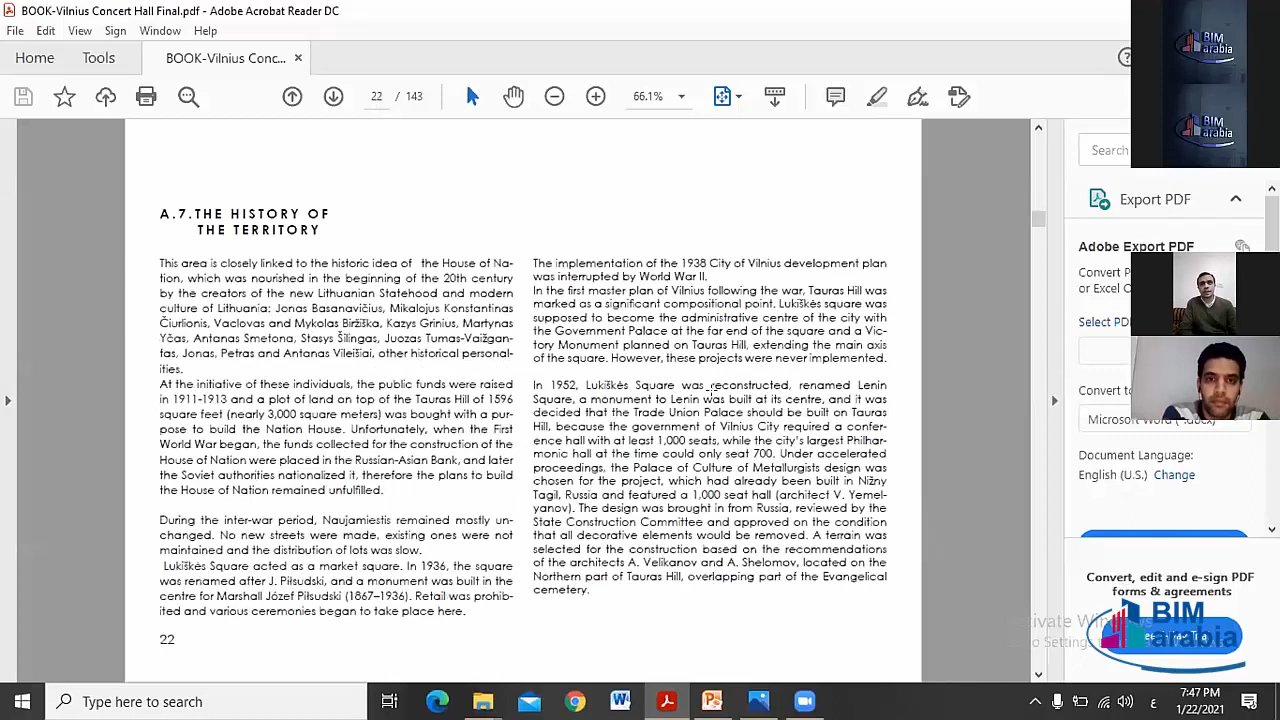 BOOK-Vilnius Concert Hall Final.pdf - Adobe Acrobat Reader DC
File Edit View Sign Window Help
Home Tools BOOK-Vilnius Conc... ×
22 / 143 66.1%
BIM arabia
BIM arabia
Search
Export PDF
Adobe Export PDF
Convert P
or Excel O
Select PD
Convert to
Microsoft Word (*.docx)
Document Language:
English (U.S.) Change
Convert, edit and e-sign PDF
forms & agreements
BIM
arabia
A.7.THE HISTORY OF
THE TERRITORY
This area is closely linked to the historic idea of the House of Na-
tion, which was nourished in the beginning of the 20th century
by the creators of the new Lithuanian Statehood and modern
culture of Lithuania: Jonas Basanavičius, Mikalojus Konstantinas
Čiurlionis, Vaclovas and Mykolas Biržiška, Kazys Grinius, Martynas
Yčas, Antanas Smetona, Stasys Šilingas, Juozas Tumas-Vaižgan-
tas, Jonas, Petras and Antanas Vileišiai, other historical personal-
ities.
At the initiative of these individuals, the public funds were raised
in 1911-1913 and a plot of land on top of the Tauras Hill of 1596
square feet (nearly 3,000 square meters) was bought with a pur-
pose to build the Nation House. Unfortunately, when the First
World War began, the funds collected for the construction of the
House of Nation were placed in the Russian-Asian Bank, and later
the Soviet authorities nationalized it, therefore the plans to build
the House of Nation remained unfulfilled.
During the inter-war period, Naujamiestis remained mostly un-
changed. No new streets were made, existing ones were not
maintained and the distribution of lots was slow.
Lukiškės Square acted as a market square. In 1936, the square
was renamed after J. Piłsudski, and a monument was built in the
centre for Marshall Józef Piłsudski (1867–1936). Retail was prohib-
ited and various ceremonies began to take place here.
22
The implementation of the 1938 City of Vilnius development plan
was interrupted by World War II.
In the first master plan of Vilnius following the war, Tauras Hill was
marked as a significant compositional point. Lukiškės square was
supposed to become the administrative centre of the city with
the Government Palace at the far end of the square and a Vic-
tory Monument planned on Tauras Hill, extending the main axis
of the square. However, these projects were never implemented.
In 1952, Lukiškės Square was reconstructed, renamed Lenin
Square, a monument to Lenin was built at its centre, and it was
decided that the Trade Union Palace should be built on Tauras
Hill, because the government of Vilnius City required a confer-
ence hall with at least 1,000 seats, while the city's largest Philhar-
monic hall at the time could only seat 700. Under accelerated
proceedings, the Palace of Culture of Metallurgists design was
chosen for the project, which had already been built in Nižny
Tagil, Russia and featured a 1,000 seat hall (architect V. Yemel-
yanov). The design was brought in from Russia, reviewed by the
State Construction Committee and approved on the condition
that all decorative elements would be removed. A terrain was
selected for the construction based on the recommendations
of the architects A. Velikanov and A. Shelomov, located on the
Northern part of Tauras Hill, overlapping part of the Evangelical
cemetery.
Type here to search
ع 7:47 PM
1/22/2021